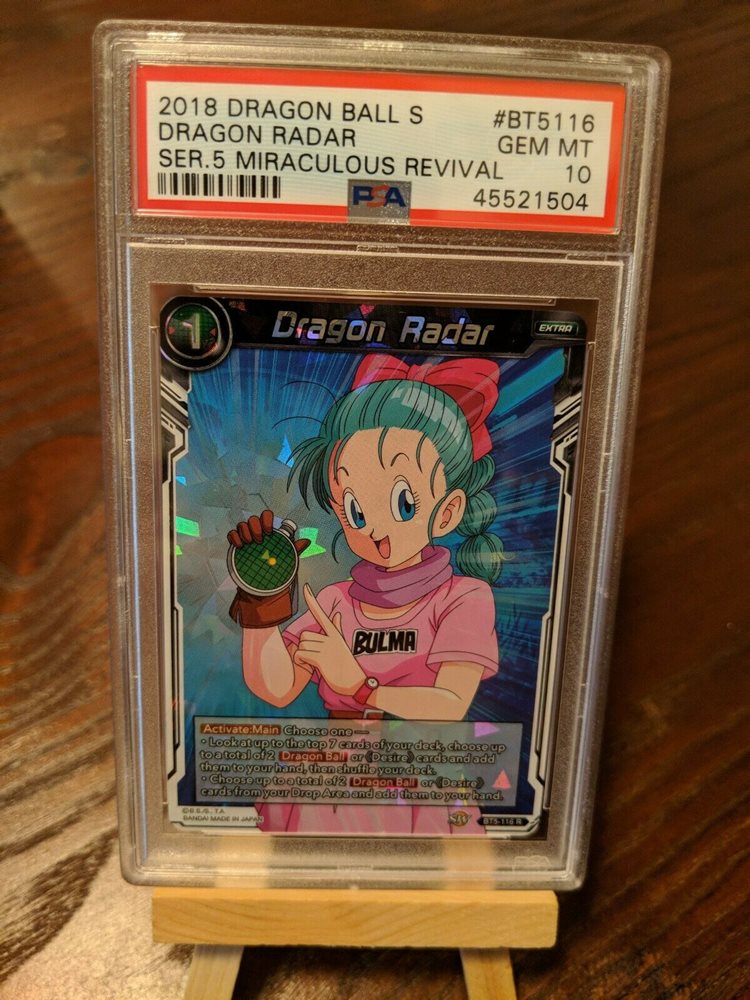 2018 DRAGON BALL S #BT5116
DRAGON RADAR GEM MT
SER.5 MIRACULOUS REVIVAL 10
PSA 45521504
1 Dragon Radar EXTRA
BULMA
Activate:Main Choose one —
・Look at up to the top 7 cards of your deck, choose up
to a total of 2 Dragon Ball or 《Desire》 cards and add
them to your hand, then shuffle your deck.
・Choose up to a total of 2 Dragon Ball or 《Desire》
cards from your Drop Area and add them to your hand.
©B.S./S., T.A.
BANDAI MADE IN JAPAN BT5-116 R